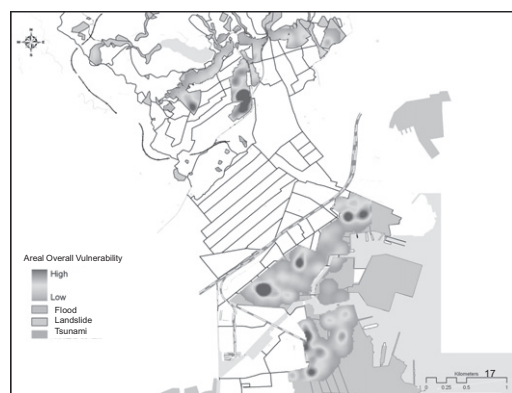 N
Areal Overall Vulnerability
High
Low
Flood
Landslide
Tsunami
Kilometers 17
0 0.25 0.5 1